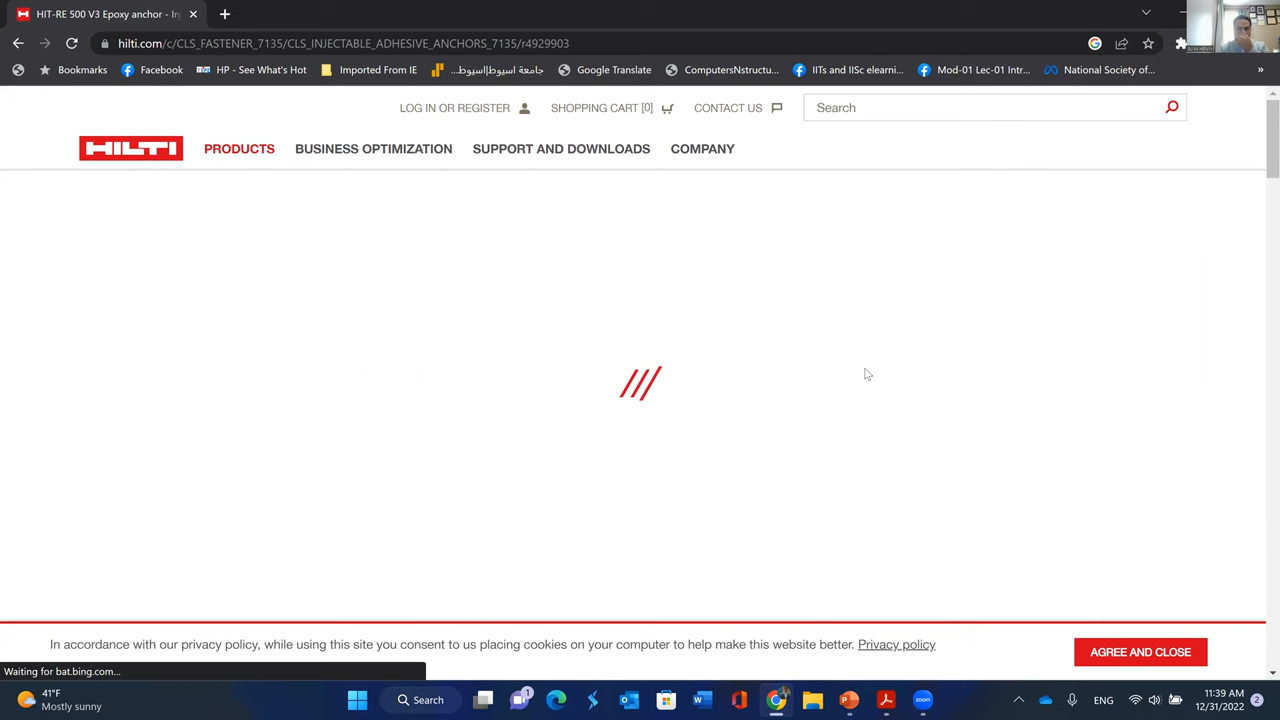 HIT-RE 500 V3 Epoxy anchor - Inj
hilti.com/c/CLS_FASTENER_7135/CLS_INJECTABLE_ADHESIVE_ANCHORS_7135/r4929903
Bookmarks Facebook HP - See What's Hot Imported From IE جامعة اسيوط|اسيوط... Google Translate ComputersNstructu... IITs and IISc elearni... Mod-01 Lec-01 Intr... National Society of... »
LOG IN OR REGISTER SHOPPING CART [0] CONTACT US Search
HILTI PRODUCTS BUSINESS OPTIMIZATION SUPPORT AND DOWNLOADS COMPANY
In accordance with our privacy policy, while using this site you consent to us placing cookies on your computer to help make this website better. Privacy policy AGREE AND CLOSE
Waiting for bat.bing.com...
41°F
Mostly sunny
Search
1
zoom
ENG
11:39 AM
12/31/2022
2